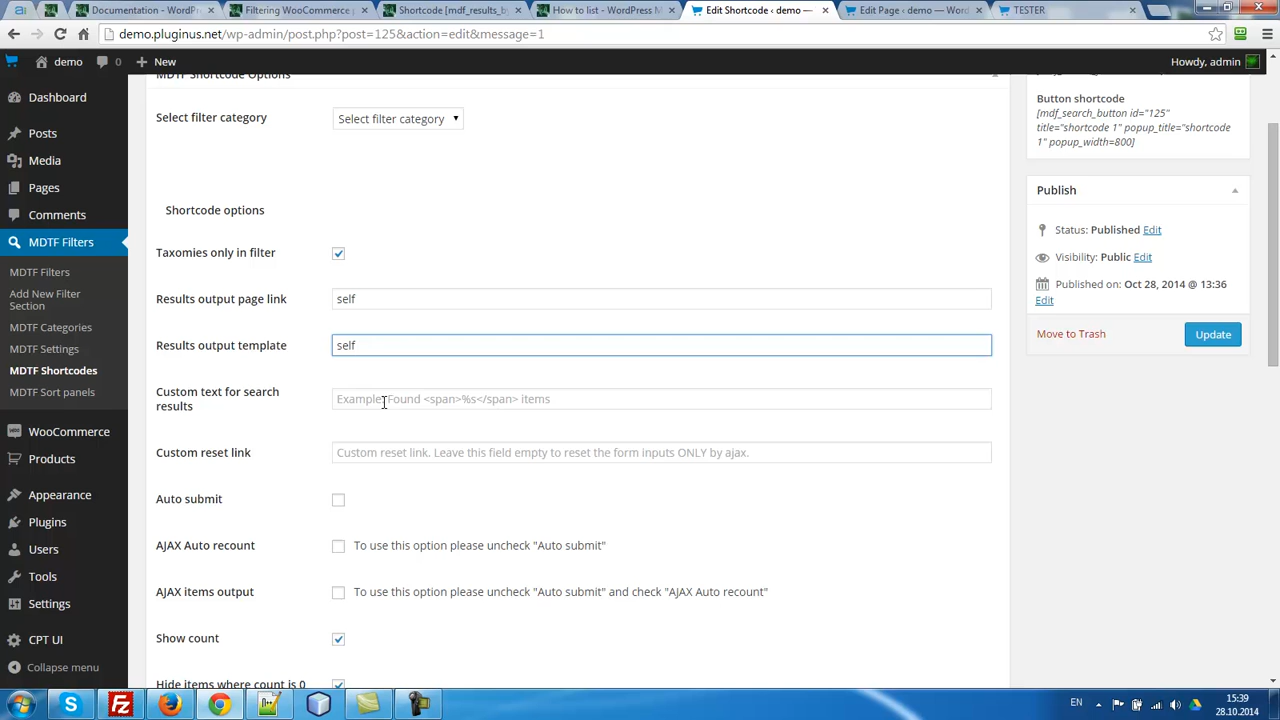 Documentation - WordP
Filtering WooCommerce p
Shortcode [mdf_results_by
How to list - WordPress M
Edit Shortcode ‹ demo —
Edit Page ‹ demo — Word
TESTER
demo.pluginus.net/wp-admin/post.php?post=125&action=edit&message=1
demo
0
New
Howdy, admin
Dashboard
Posts
Media
Pages
Comments
MDTF Filters
MDTF Filters
Add New Filter
Section
MDTF Categories
MDTF Settings
MDTF Shortcodes
MDTF Sort panels
WooCommerce
Products
Appearance
Plugins
Users
Tools
Settings
CPT UI
Collapse menu
MDTF Shortcode Options
Select filter category
Select filter category
Shortcode options
Taxomies only in filter
Results output page link
self
Results output template
self
Custom text for search
results
Example: Found <span>%s</span> items
Custom reset link
Custom reset link. Leave this field empty to reset the form inputs ONLY by ajax.
Auto submit
AJAX Auto recount
To use this option please uncheck "Auto submit"
AJAX items output
To use this option please uncheck "Auto submit" and check "AJAX Auto recount"
Show count
Hide items where count is 0
Button shortcode
[mdf_search_button id="125"
title="shortcode 1" popup_title="shortcode
1" popup_width=800]
Publish
Status: Published Edit
Visibility: Public Edit
Published on: Oct 28, 2014 @ 13:36
Edit
Move to Trash
Update
EN
15:39
28.10.2014